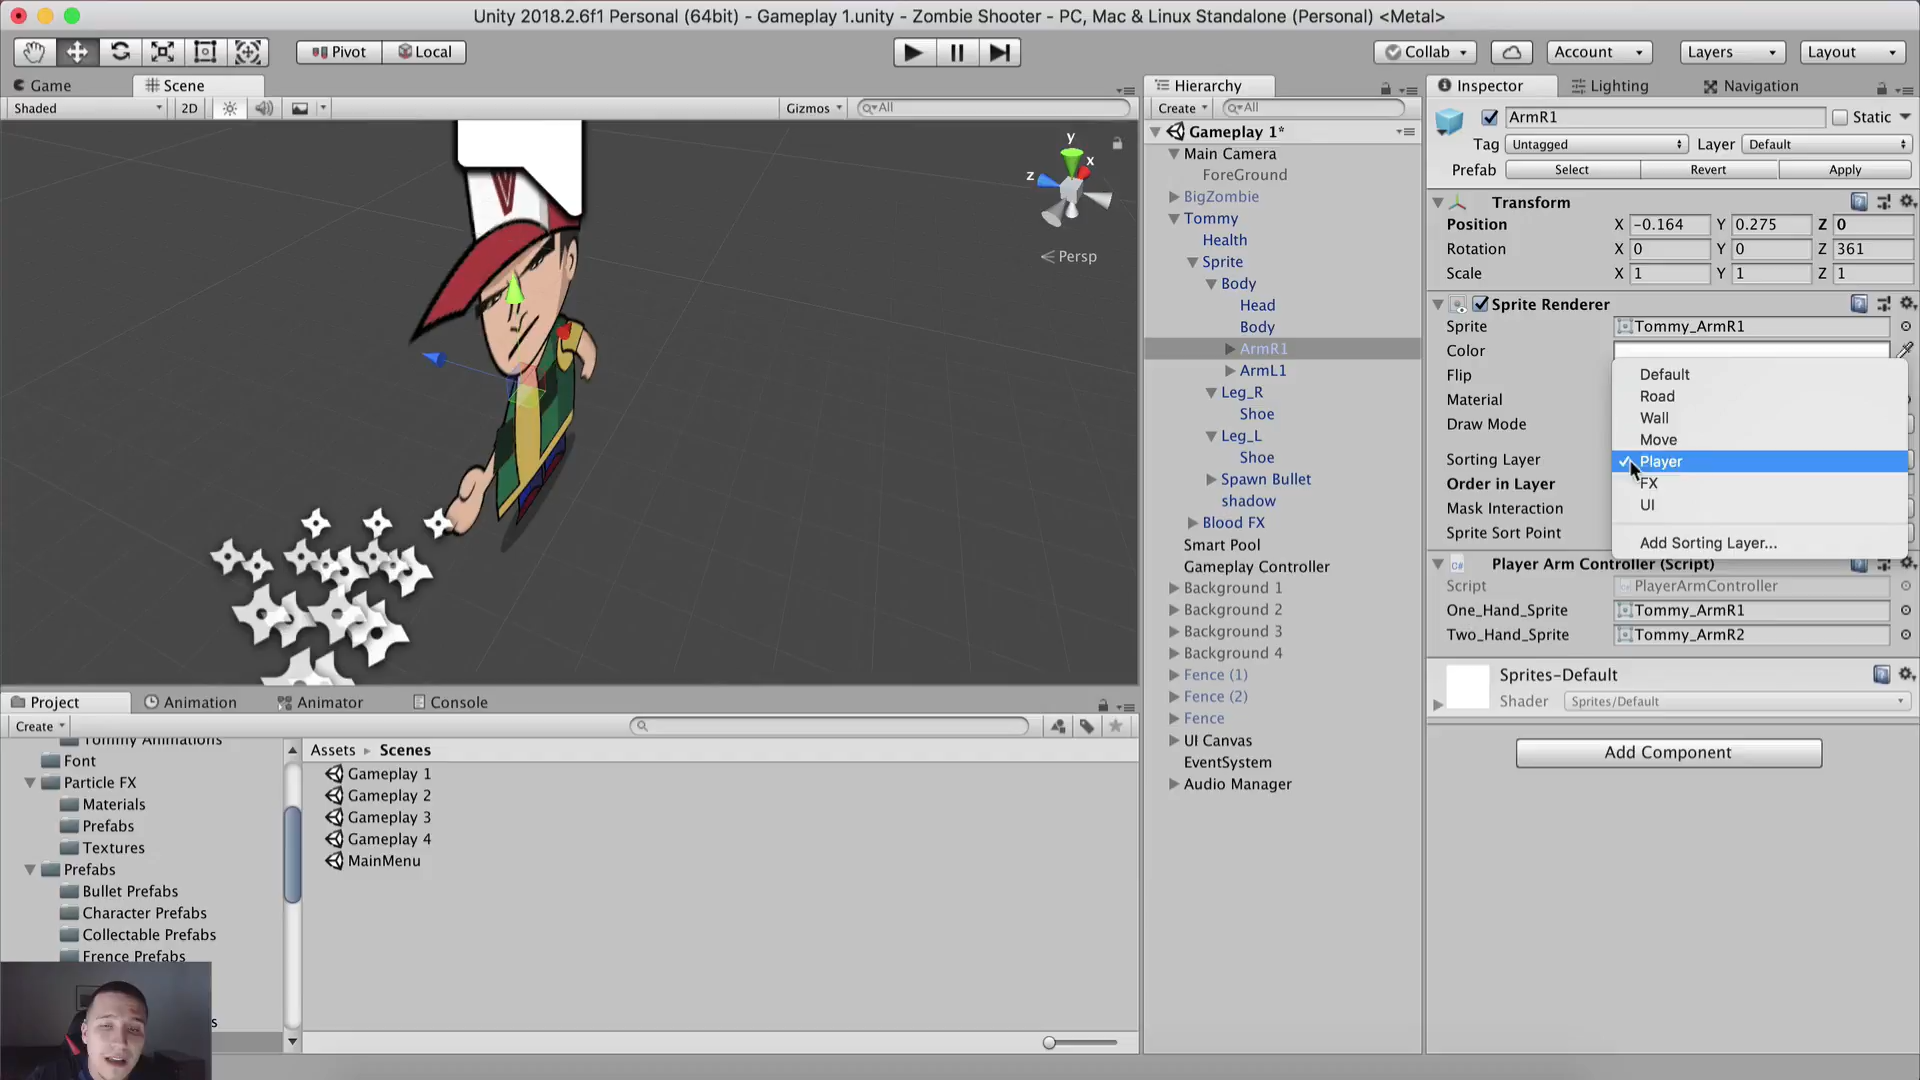 Unity 2018.2.6f1 Personal (64bit) - Gameplay 1.unity - Zombie Shooter - PC, Mac & Linux Standalone (Personal) <Metal>
Pivot Local Collab Account Layers Layout
Game Scene Hierarchy Inspector Lighting Navigation
Shaded 2D Gizmos All Create All
ArmR1 Static
Tag Untagged Layer Default
Prefab Select Revert Apply
Transform
Position X -0.164 Y 0.275 Z 0
Rotation X 0 Y 0 Z 361
Scale X 1 Y 1 Z 1
Sprite Renderer
Sprite Tommy_ArmR1
Color
Flip
Material
Draw Mode
Sorting Layer
Order in Layer
Mask Interaction
Sprite Sort Point
Default
Road
Wall
Move
Player
FX
UI
Add Sorting Layer...
Player Arm Controller (Script)
Script PlayerArmController
One_Hand_Sprite Tommy_ArmR1
Two_Hand_Sprite Tommy_ArmR2
Sprites-Default
Shader Sprites/Default
Add Component
Gameplay 1*
Main Camera
ForeGround
BigZombie
Tommy
Health
Sprite
Body
Head
Body
ArmR1
ArmL1
Leg_R
Shoe
Leg_L
Shoe
Spawn Bullet
shadow
Blood FX
Smart Pool
Gameplay Controller
Background 1
Background 2
Background 3
Background 4
Fence (1)
Fence (2)
Fence
UI Canvas
EventSystem
Audio Manager
y
x
z
Persp
V
Project Animation Animator Console
Create
Tommy Animations
Font
Particle FX
Materials
Prefabs
Textures
Prefabs
Bullet Prefabs
Character Prefabs
Collectable Prefabs
Frence Prefabs
Assets Scenes
Gameplay 1
Gameplay 2
Gameplay 3
Gameplay 4
MainMenu